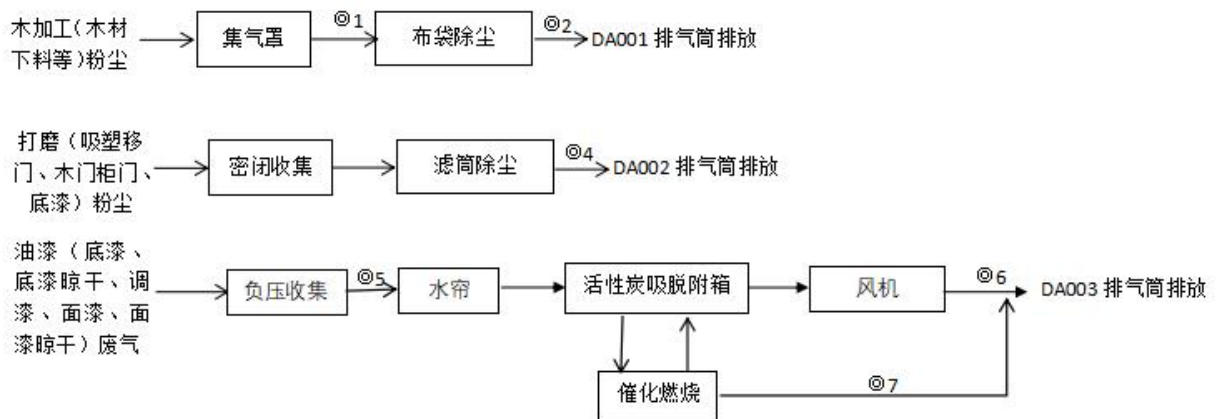 木加工（木材
下料等）粉尘
集气罩
◎1
布袋除尘
◎2
DA001 排气筒排放
打磨（吸塑移
门、木门柜门、
底漆）粉尘
密闭收集
滤筒除尘
◎4
DA002 排气筒排放
油漆（底漆、
底漆晾干、调
漆、面漆、面
漆晾干）废气
负压收集
◎5
水帘
活性炭吸脱附箱
风机
◎6
DA003 排气筒排放
催化燃烧
◎7